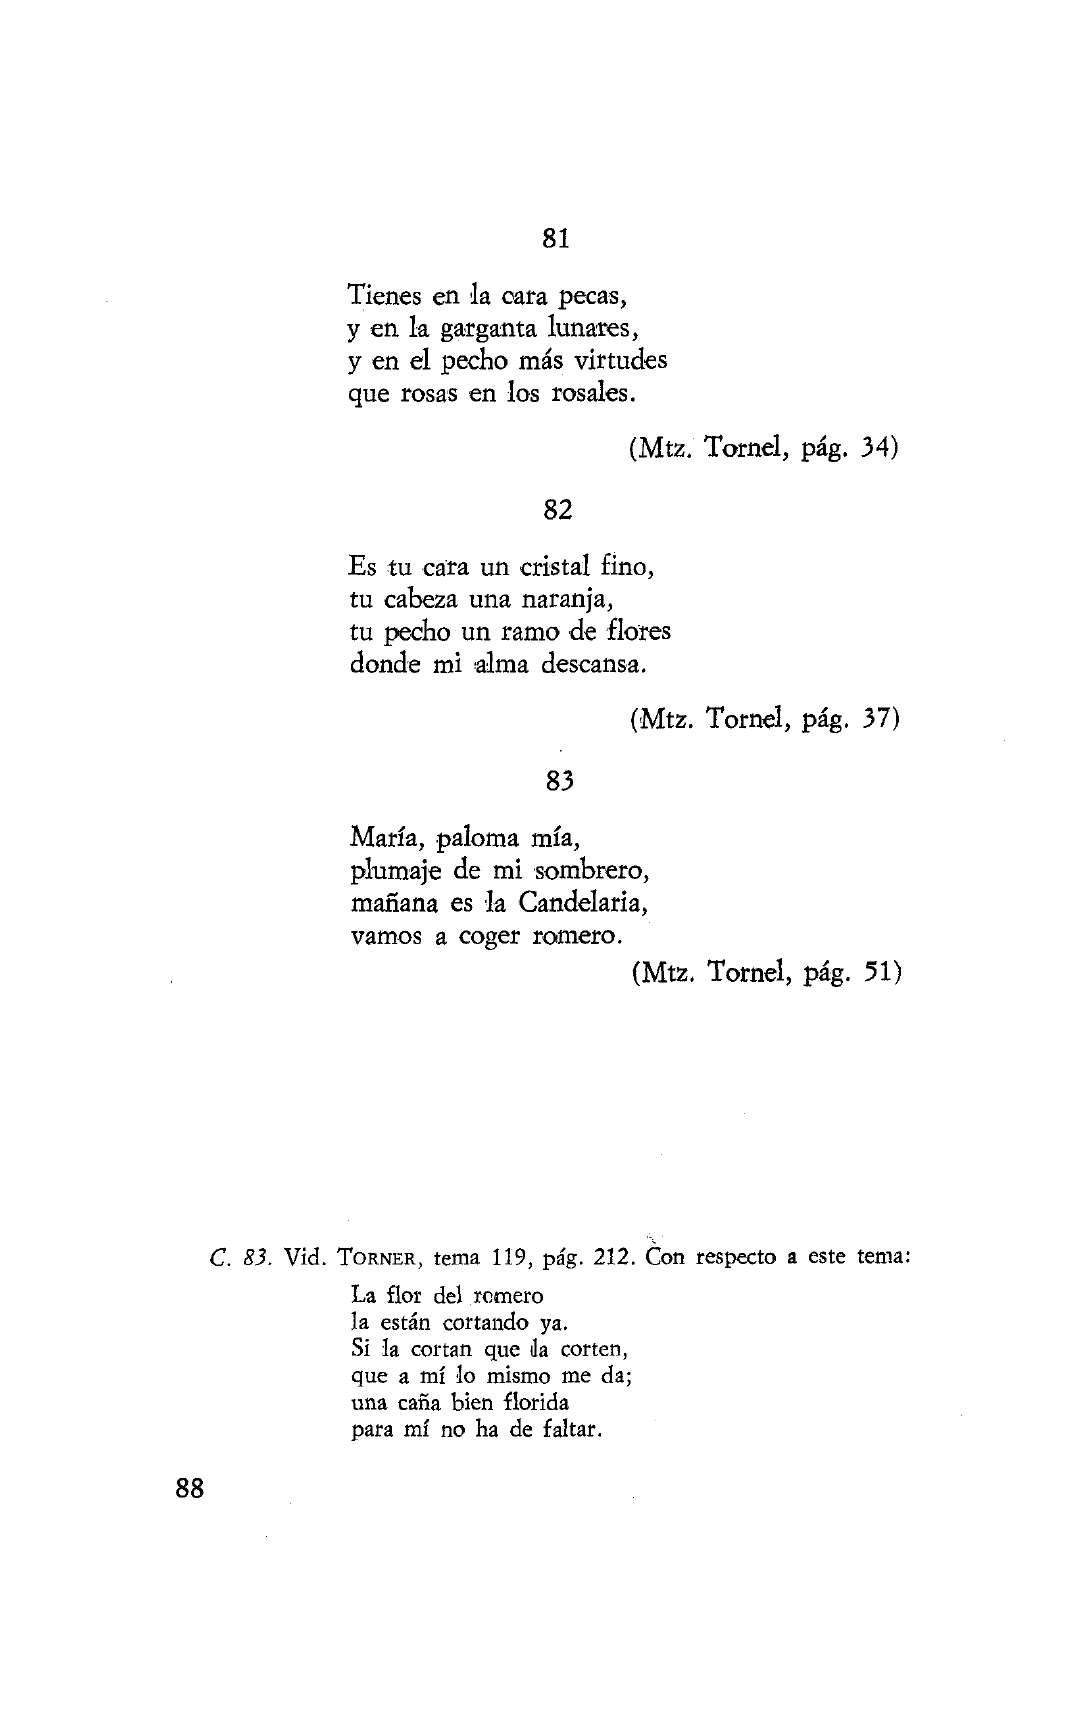 81
Tienes en la cara pecas,
y en la garganta lunares,
y en el pecho más virtudes
que rosas en los rosales.
(Mtz. Tornel, pág. 34)
82
Es tu cara un cristal fino,
tu cabeza una naranja,
tu pecho un ramo de flores
donde mi alma descansa.
(Mtz. Tornel, pág. 37)
83
María, paloma mía,
plumaje de mi sombrero,
mañana es la Candelaria,
vamos a coger romero.
(Mtz. Tornel, pág. 51)
C. 83. Vid. TORNER, tema 119, pág. 212. Con respecto a este tema:
La flor del romero
la están cortando ya.
Si la cortan que la corten,
que a mí lo mismo me da;
una caña bien florida
para mí no ha de faltar.
88